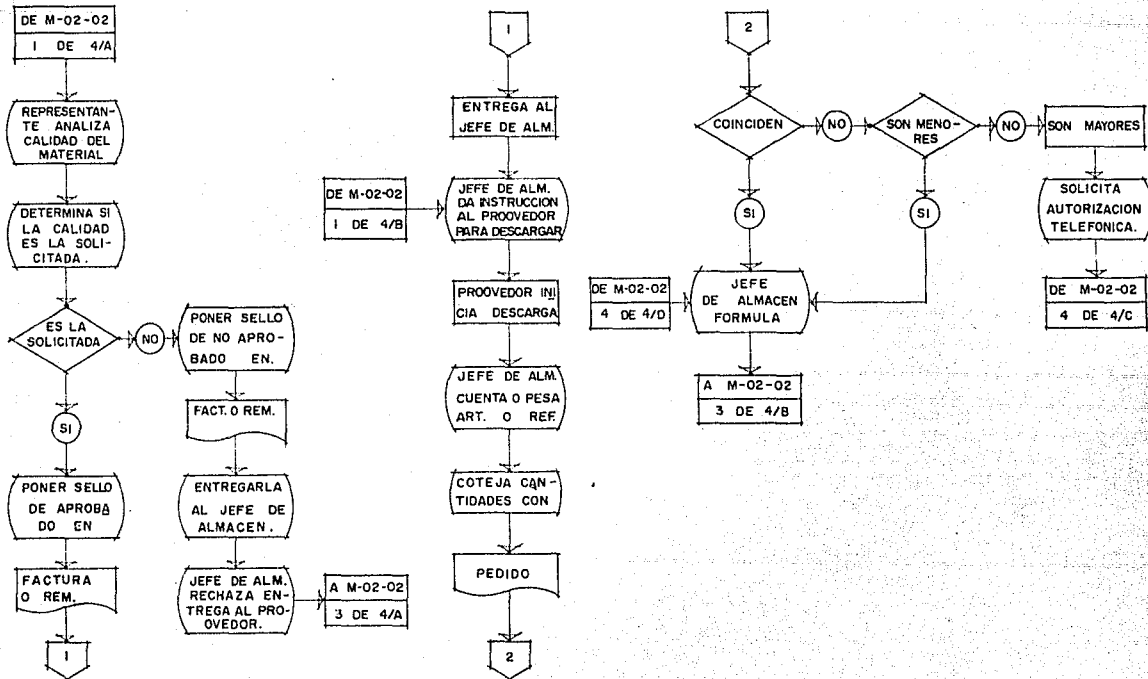 DE M-02-02
1 DE 4/A
REPRESENTAN-
TE ANALIZA
CALIDAD DEL
MATERIAL
DETERMINA SI
LA CALIDAD
ES LA SOLI-
CITADA.
ES LA
SOLICITADA
NO
PONER SELLO
DE NO APRO-
BADO EN.
SI
FACT. O REM.
PONER SELLO
DE APROBA
DO EN
ENTREGARLA
AL JEFE DE
ALMACEN.
FACTURA
O REM.
JEFE DE ALM.
RECHAZA EN-
TREGA AL PRO-
OVEDOR.
A M-02-02
3 DE 4/A
1
1
ENTREGA AL
JEFE DE ALM.
DE M-02-02
1 DE 4/B
JEFE DE ALM.
DA INSTRUCCION
AL PROOVEDOR
PARA DESCARGAR
PROOVEDOR INI
CIA DESCARGA
JEFE DE ALM.
CUENTA O PESA
ART. O REF.
COTEJA CAN-
TIDADES CON
PEDIDO
2
2
COINCIDEN
NO
SON MENO-
RES
NO
SON MAYORES
SI
SI
SOLICITA
AUTORIZACION
TELEFONICA.
DE M-02-02
4 DE 4/D
JEFE
DE ALMACEN
FORMULA
DE M-02-02
4 DE 4/C
A M-02-02
3 DE 4/B